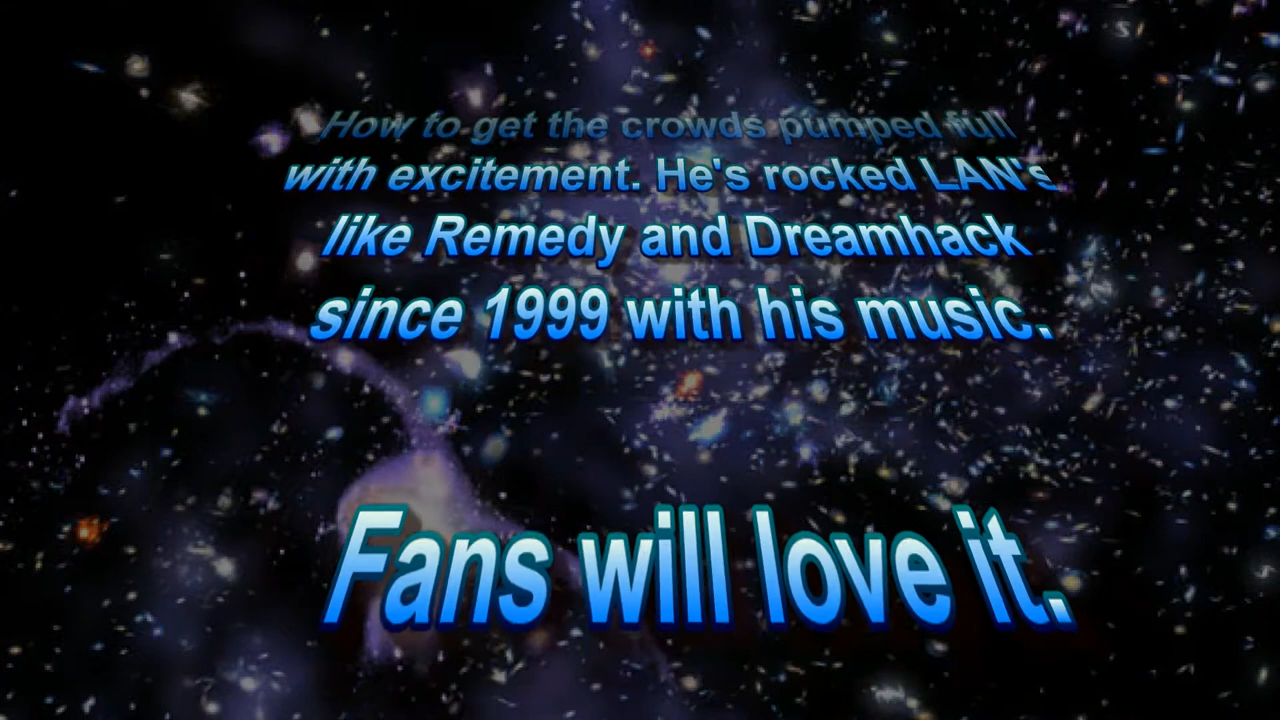 How to get the crowds pumped full
with excitement. He's rocked LAN's
like Remedy and Dreamhack
since 1999 with his music.
Fans will love it.